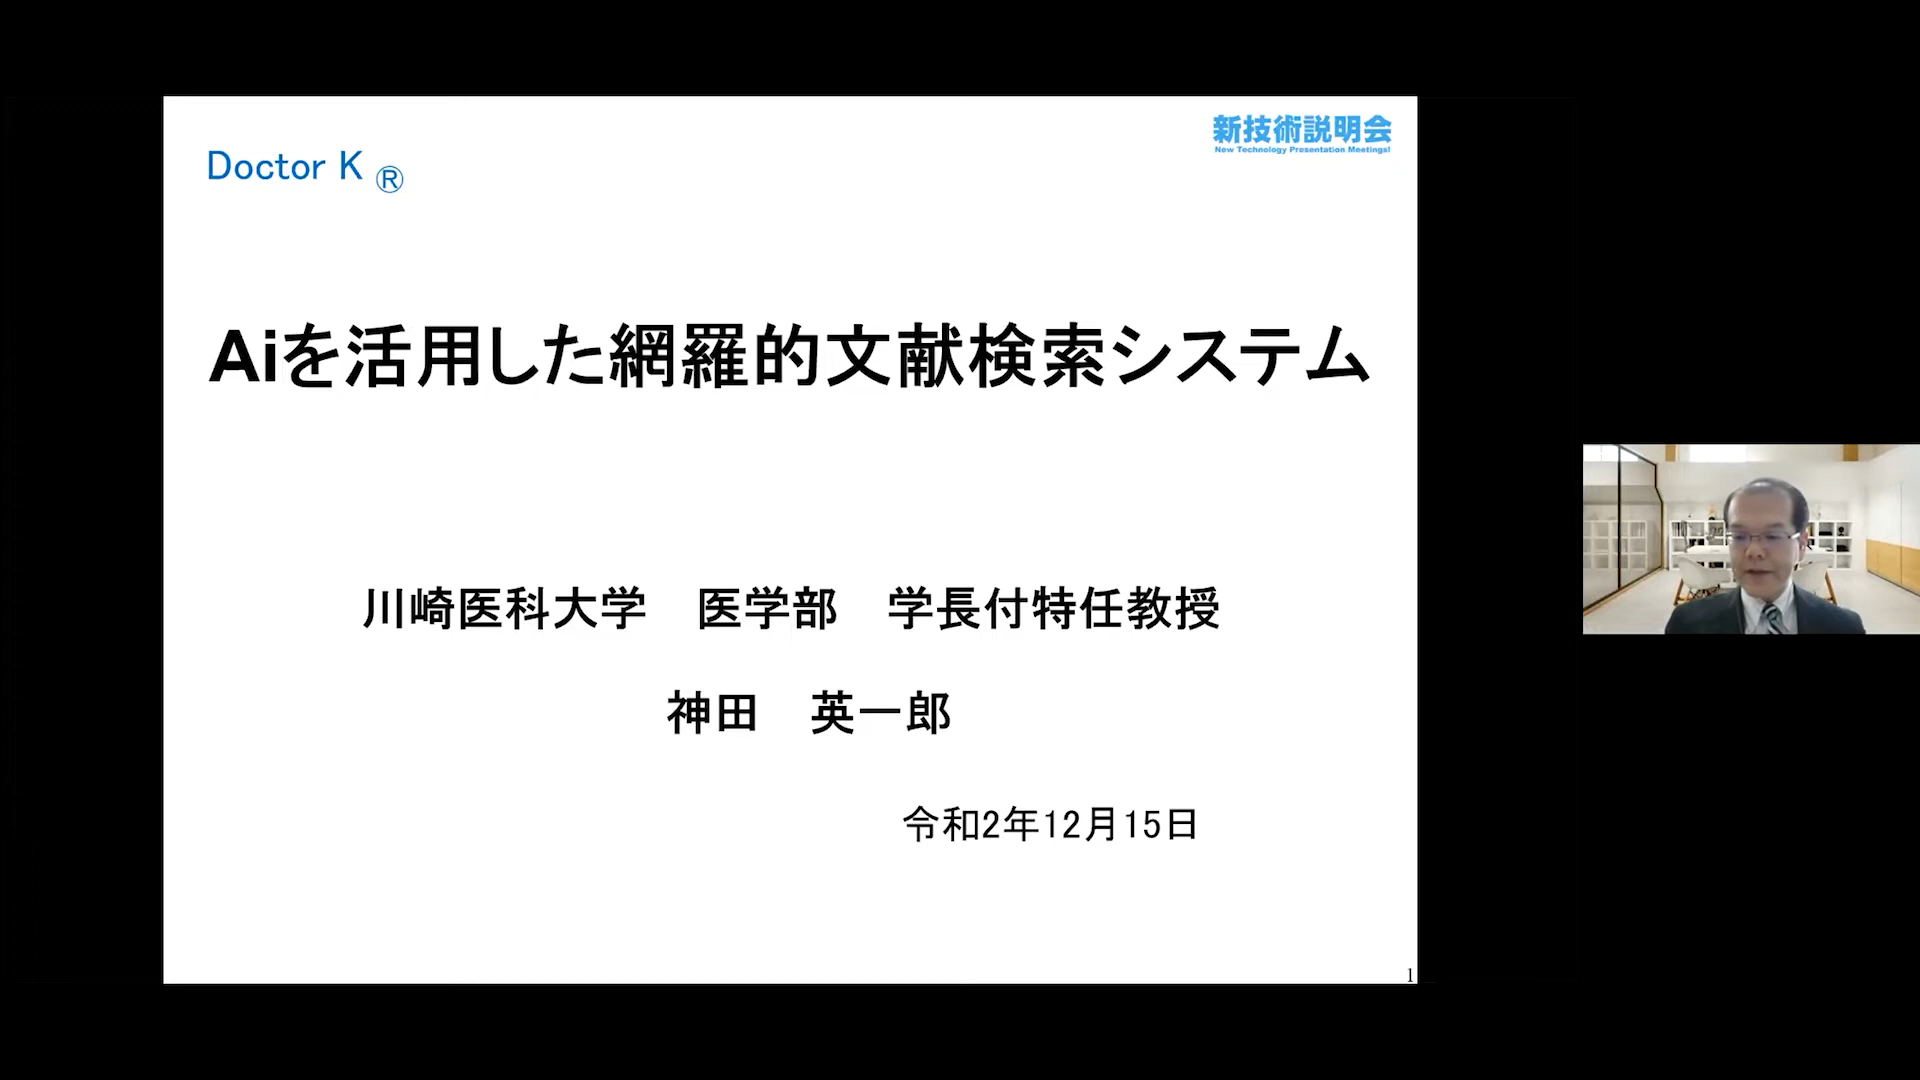 新技術説明会
New Technology Presentation Meetings!
Doctor K ®
Aiを活用した網羅的文献検索システム
川崎医科大学　医学部　学長付特任教授
神田　英一郎
令和2年12月15日
1